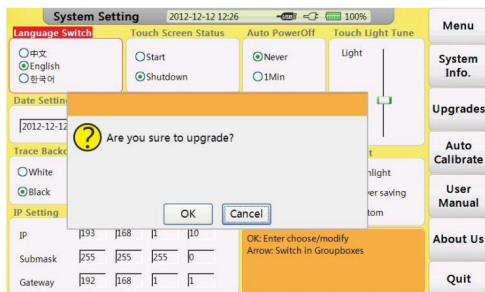 System Setting 2012-12-12 12:26 100%
Language Switch
中文
English
한국어
Touch Screen Status
Start
Shutdown
Auto PowerOff
Never
1Min
Touch Light Tune
Light
Date Settin
2012-12-12
Are you sure to upgrade?
OK
Cancel
Trace Backg
White
Black
t
light
er saving
tom
IP Setting
IP 193 168 1 10
Submask 255 255 255 0
Gateway 192 168 1 1
OK: Enter choose/modify
Arrow: Switch in Groupboxes
Menu
System
Info.
Upgrades
Auto
Calibrate
User
Manual
About Us
Quit